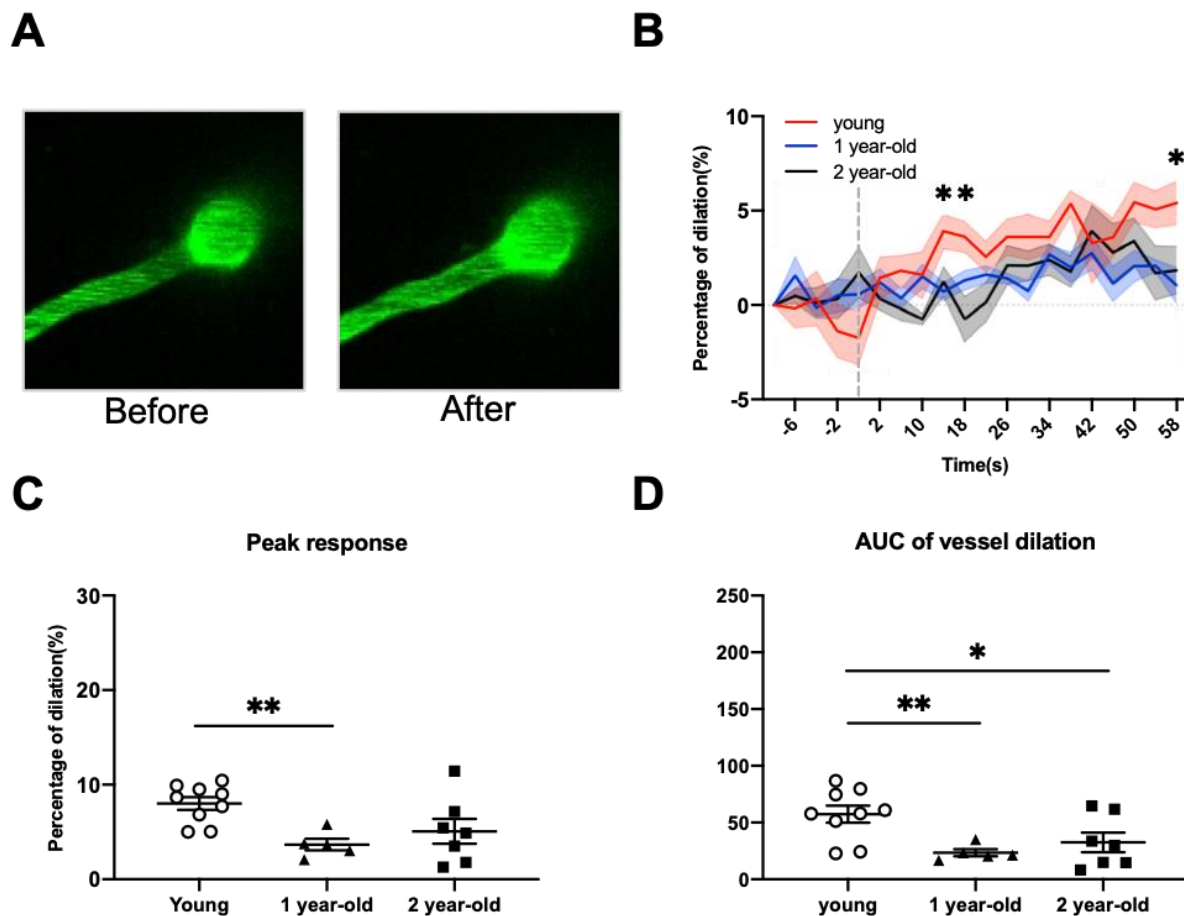 A
Before
After
B
10
5
0
-5
Percentage of dilation(%)
young
1 year-old
2 year-old
**
*
-6
-2
2
10
18
26
34
42
50
58
Time(s)
C
Peak response
30
20
10
0
Percentage of dilation(%)
**
Young
1 year-old
2 year-old
D
AUC of vessel dilation
250
200
150
100
50
0
*
**
young
1 year-old
2 year-old